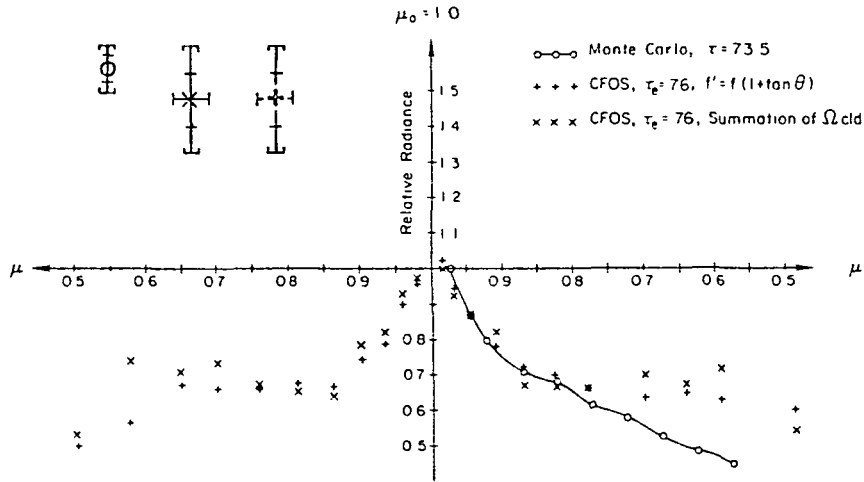 μ₀ = 1.0
Monte Carlo, τ = 73.5
+ + + CFOS, τₑ = 76, f' = f (1+tan θ)
× × × CFOS, τₑ = 76, Summation of Ωcld
Relative Radiance
1.5
1.4
1.3
1.2
1.1
μ 0.5 0.6 0.7 0.8 0.9 0.9 0.8 0.7 0.6 0.5 μ
0.8
0.7
0.6
0.5